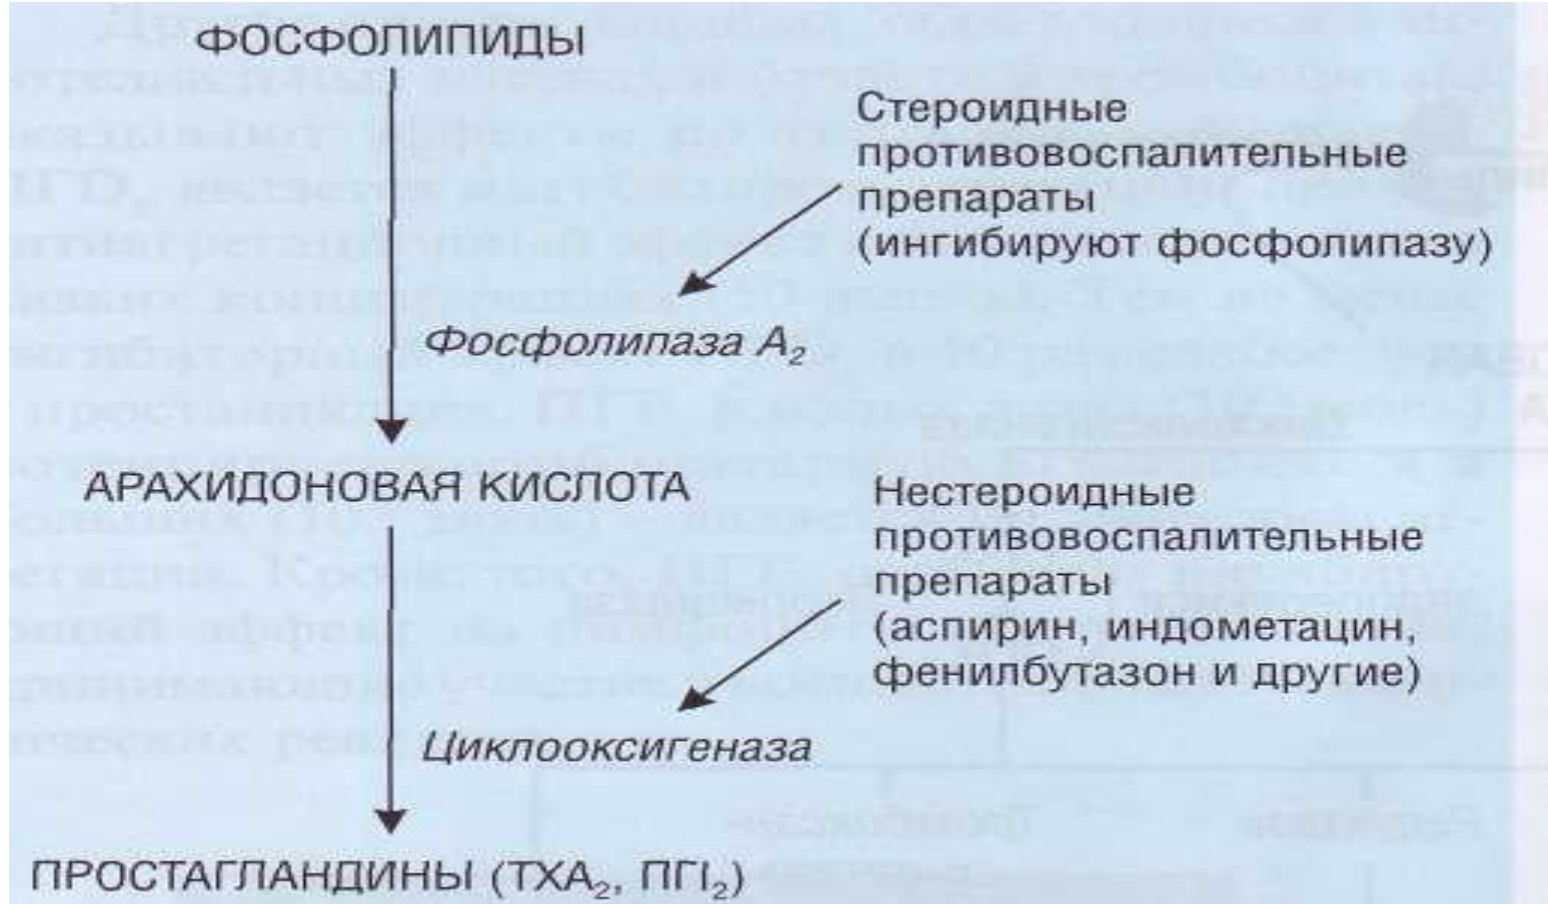 ФОСФОЛИПИДЫ
Стероидные
противовоспалительные
препараты
(ингибируют фосфолипазу)
Фосфолипаза А₂
АРАХИДОНОВАЯ КИСЛОТА
Нестероидные
противовоспалительные
препараты
(аспирин, индометацин,
фенилбутазон и другие)
Циклооксигеназа
ПРОСТАГЛАНДИНЫ (ТХА₂, ПГI₂)